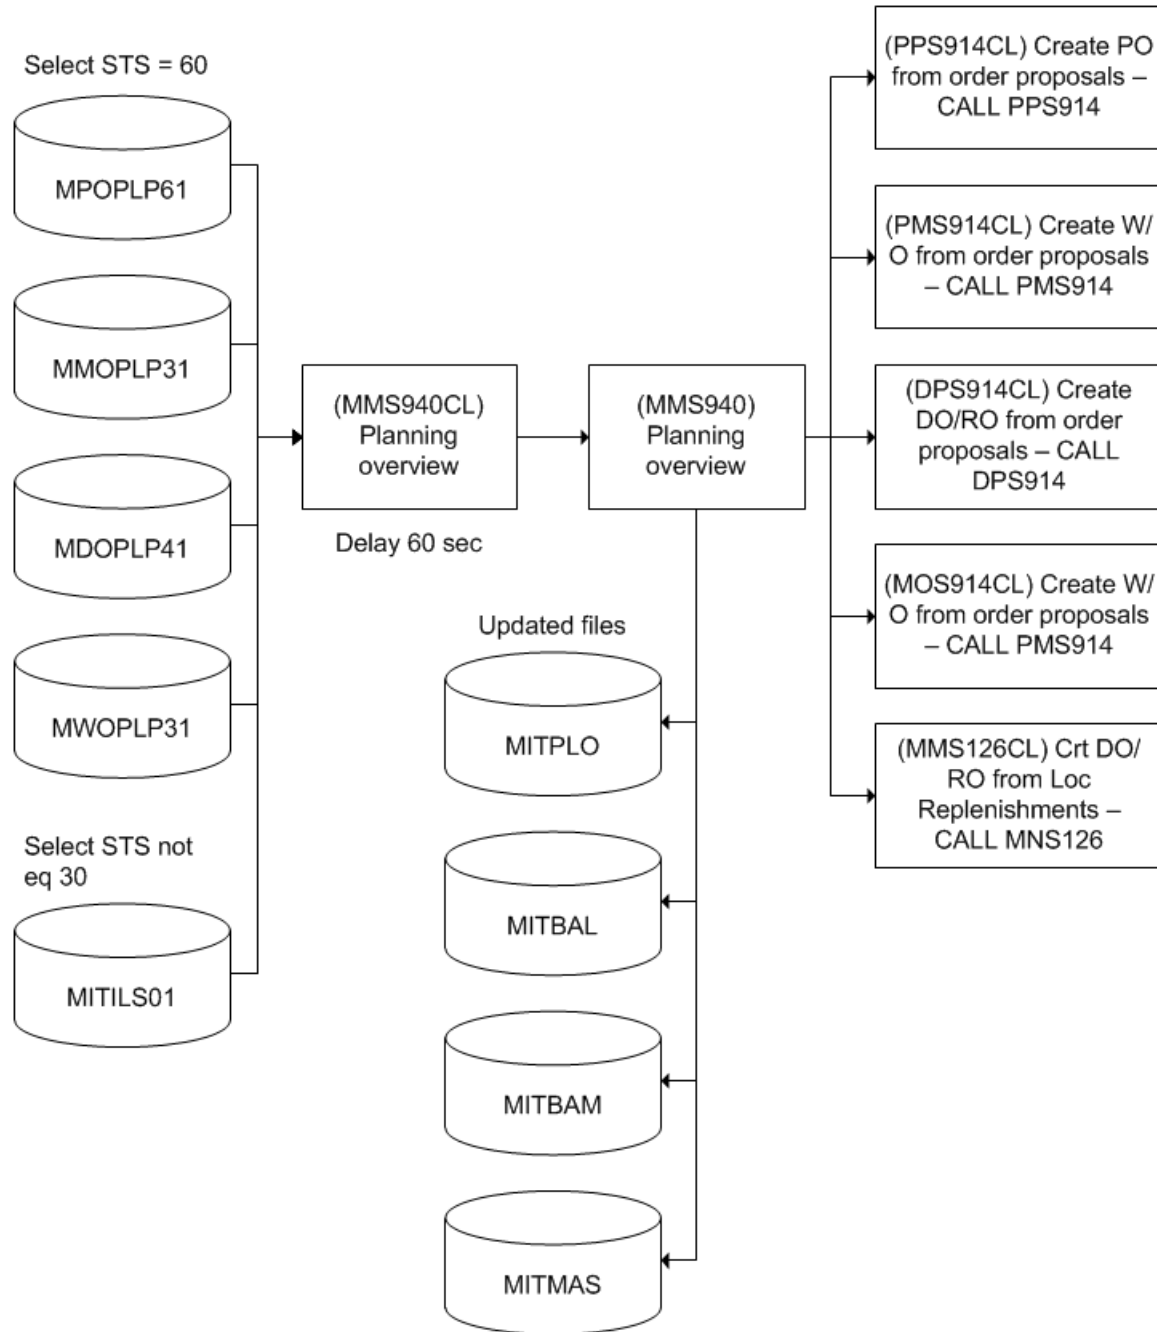 Select STS = 60
MPOPLP61
MMOPLP31
MDOPLP41
MWOPLP31
Select STS not
eq 30
MITILS01
(MMS940CL)
Planning
overview
Delay 60 sec
(MMS940)
Planning
overview
Updated files
MITPLO
MITBAL
MITBAM
MITMAS
(PPS914CL) Create PO
from order proposals –
CALL PPS914
(PMS914CL) Create W/
O from order proposals
– CALL PMS914
(DPS914CL) Create
DO/RO from order
proposals – CALL
DPS914
(MOS914CL) Create W/
O from order proposals
– CALL PMS914
(MMS126CL) Crt DO/
RO from Loc
Replenishments –
CALL MNS126